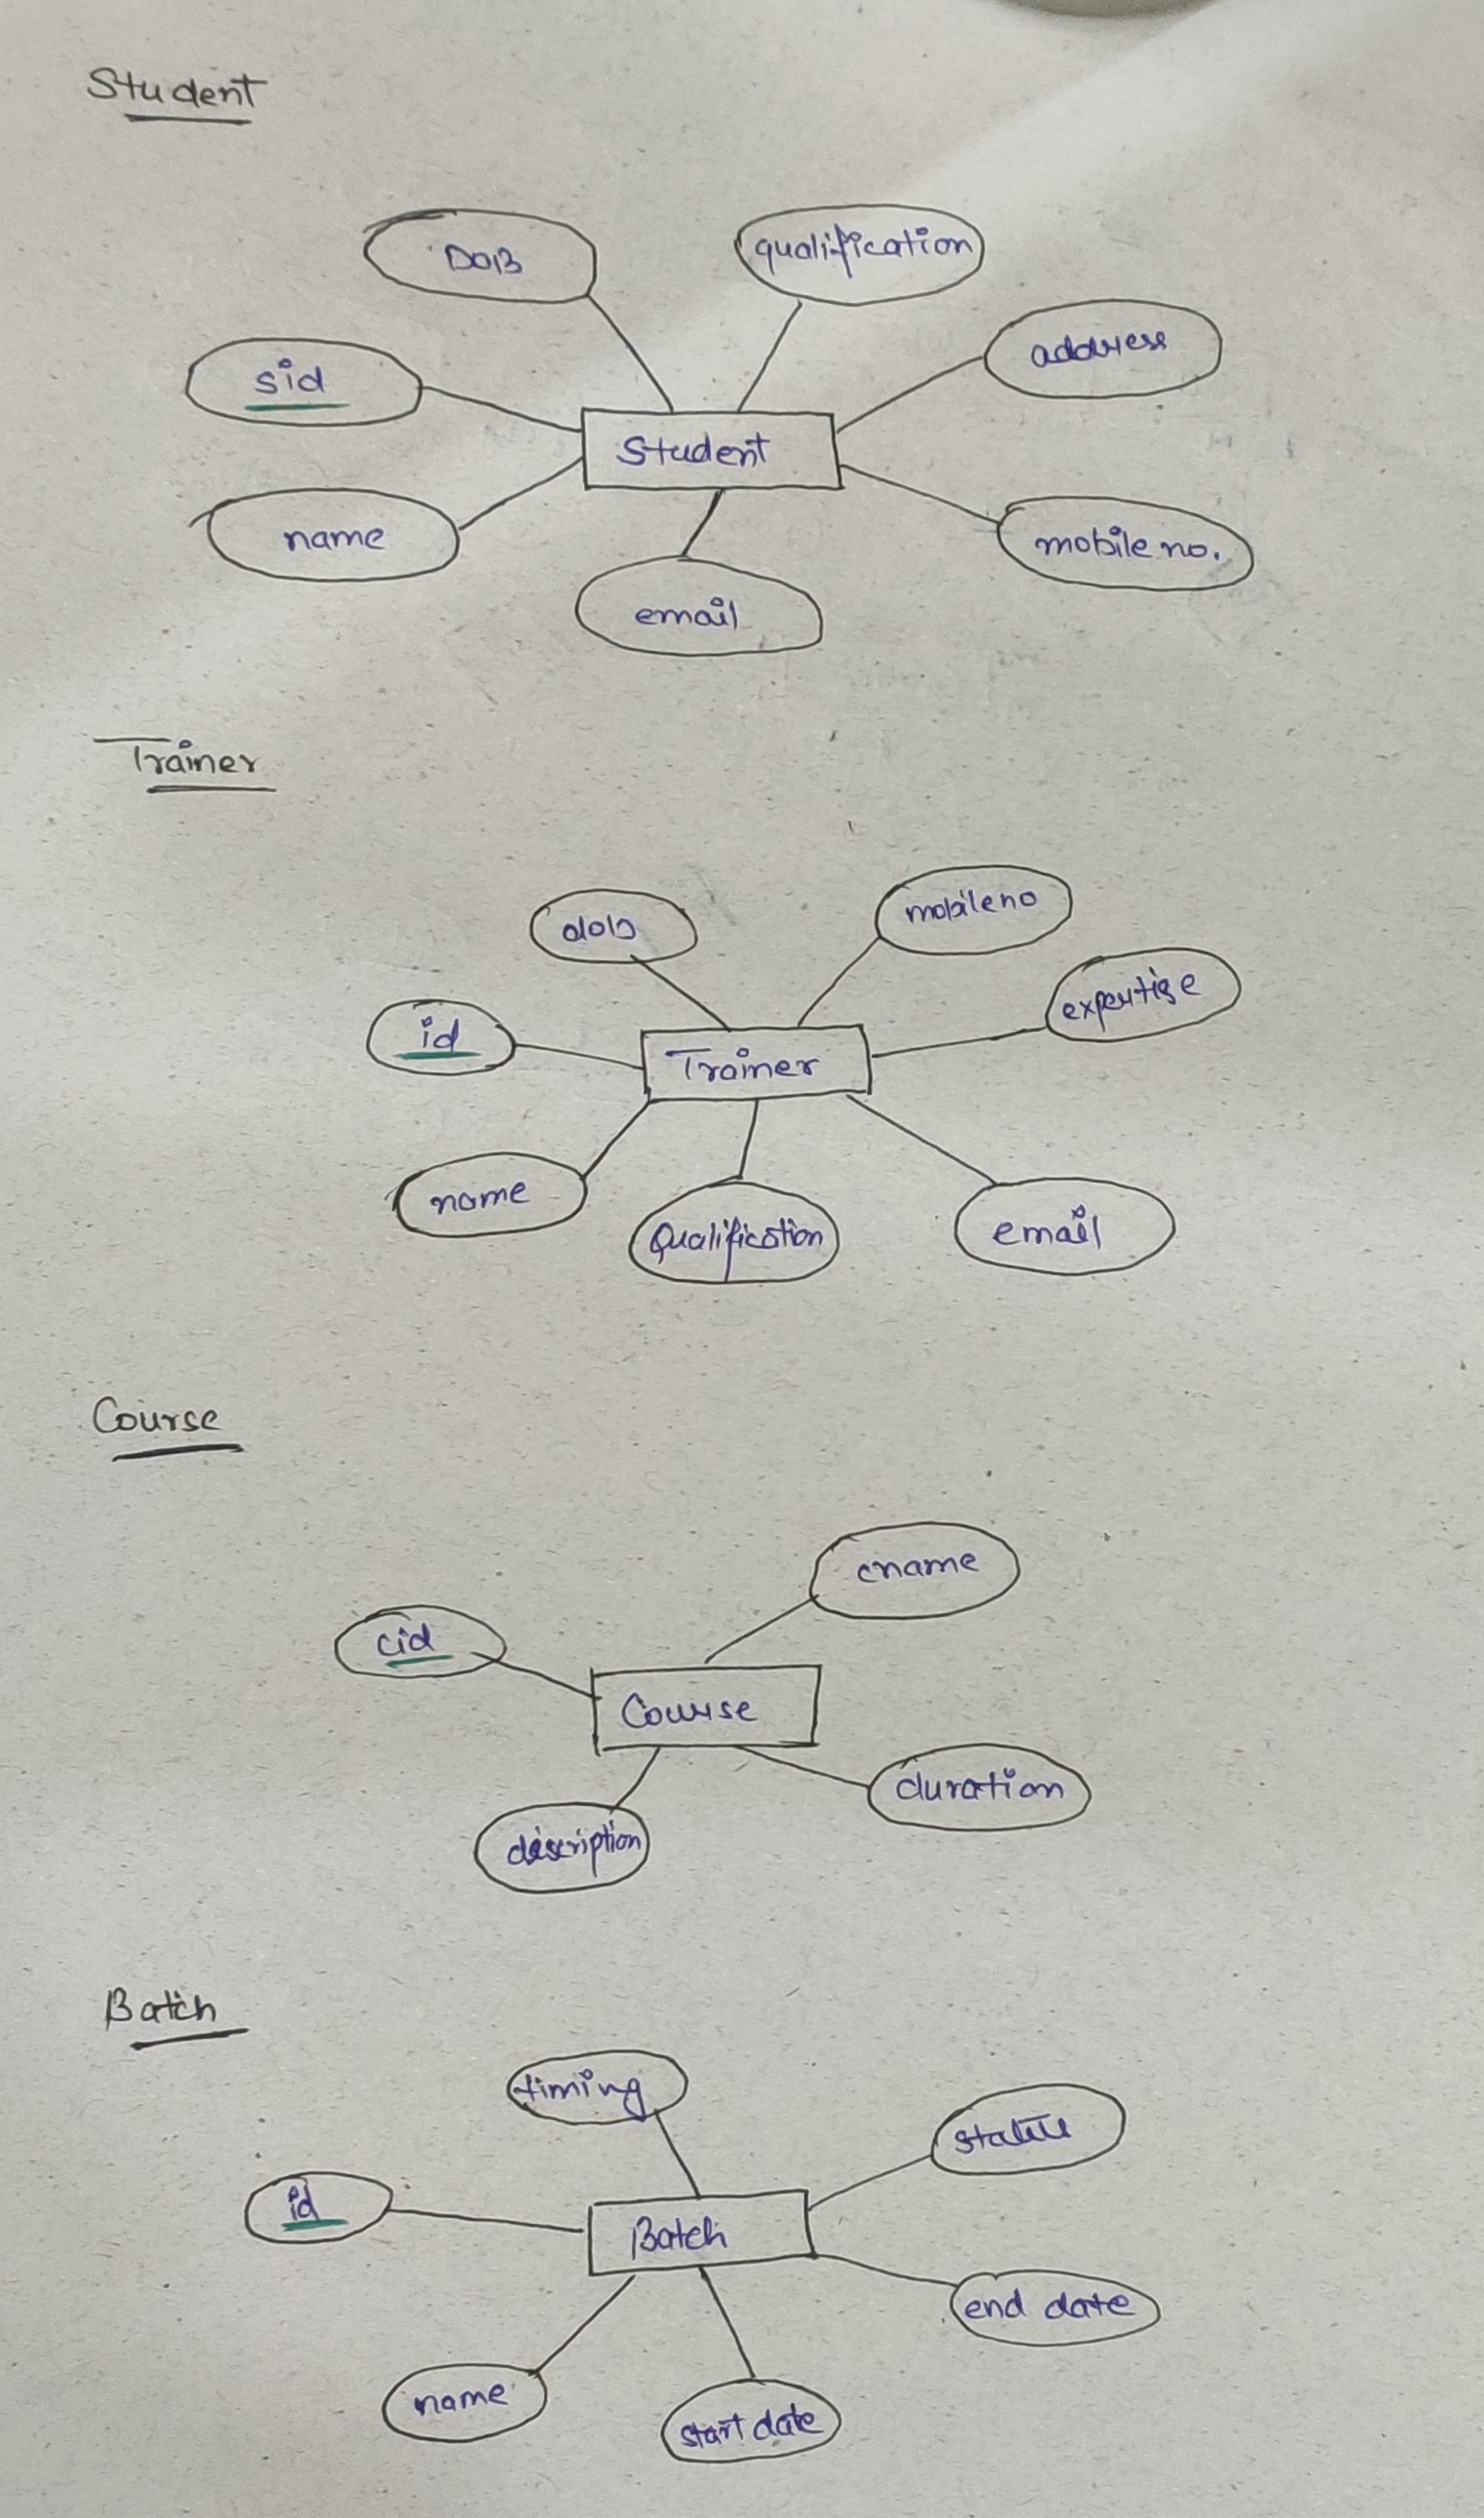 Student
DOB
qualification
sid
address
Student
name
mobile no.
email
Trainer
dob
mobileno
expertise
id
Trainer
name
Qualification
email
Course
cname
cid
Course
duration
description
Batch
timing
status
id
Batch
end date
name
start date